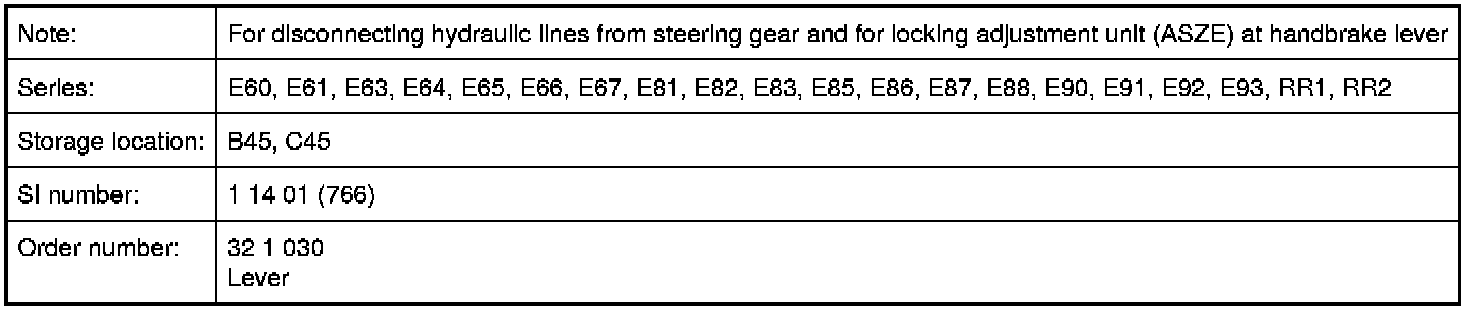 Note: For disconnecting hydraulic lines from steering gear and for locking adjustment unit (ASZE) at handbrake lever
Series: E60, E61, E63, E64, E65, E66, E67, E81, E82, E83, E85, E86, E87, E88, E90, E91, E92, E93, RR1, RR2
Storage location: B45, C45
SI number: 1 14 01 (766)
Order number: 32 1 030
Lever